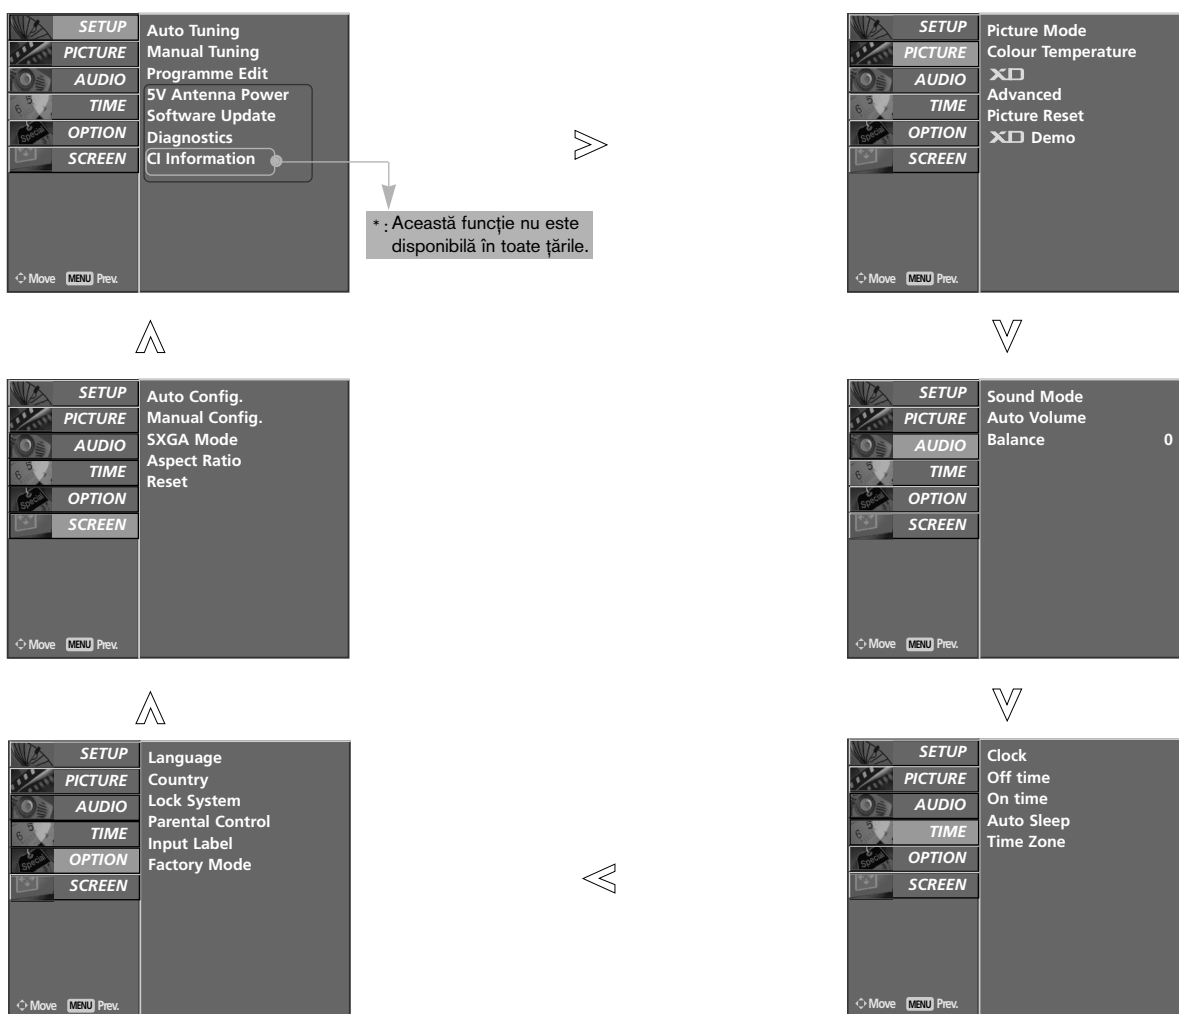 SETUP
PICTURE
AUDIO
TIME
OPTION
SCREEN
Auto Tuning
Manual Tuning
Programme Edit
5V Antenna Power
Software Update
Diagnostics
CI Information
Move MENU Prev.
* : Această funcţie nu este
disponibilă în toate ţările.
SETUP
PICTURE
AUDIO
TIME
OPTION
SCREEN
Picture Mode
Colour Temperature
XD
Advanced
Picture Reset
XD Demo
Move MENU Prev.
SETUP
PICTURE
AUDIO
TIME
OPTION
SCREEN
Auto Config.
Manual Config.
SXGA Mode
Aspect Ratio
Reset
Move MENU Prev.
SETUP
PICTURE
AUDIO
TIME
OPTION
SCREEN
Sound Mode
Auto Volume
Balance 0
Move MENU Prev.
SETUP
PICTURE
AUDIO
TIME
OPTION
SCREEN
Language
Country
Lock System
Parental Control
Input Label
Factory Mode
Move MENU Prev.
SETUP
PICTURE
AUDIO
TIME
OPTION
SCREEN
Clock
Off time
On time
Auto Sleep
Time Zone
Move MENU Prev.